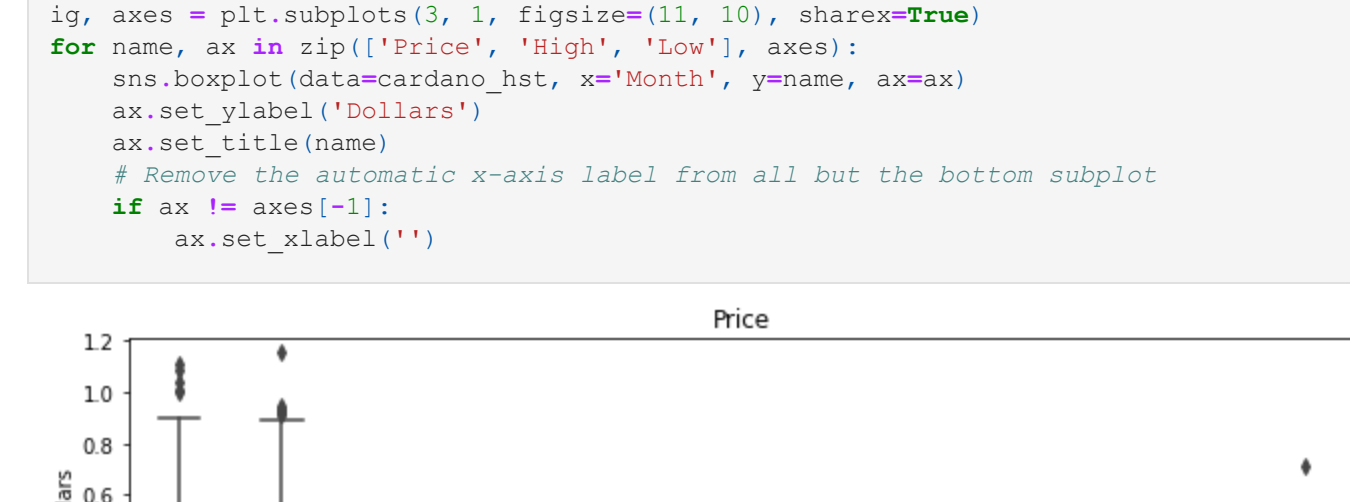 ig, axes = plt.subplots(3, 1, figsize=(11, 10), sharex=True)
for name, ax in zip(['Price', 'High', 'Low'], axes):
    sns.boxplot(data=cardano_hst, x='Month', y=name, ax=ax)
    ax.set_ylabel('Dollars')
    ax.set_title(name)
    # Remove the automatic x-axis label from all but the bottom subplot
    if ax != axes[-1]:
        ax.set_xlabel('')
Price
1.2
1.0
0.8
0.6